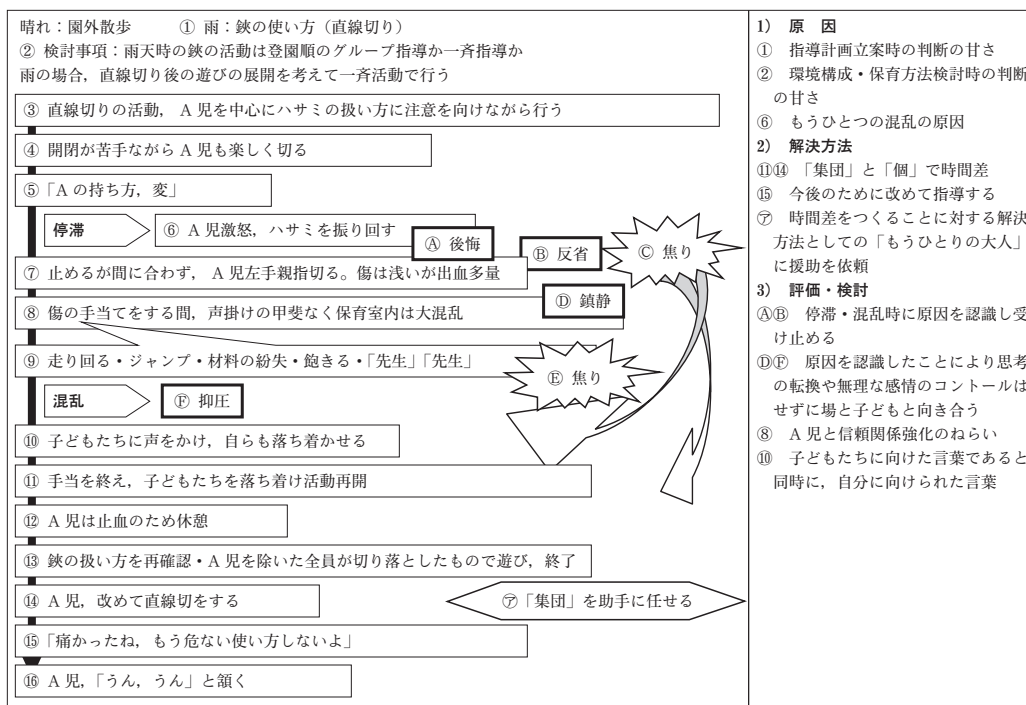 晴れ：園外散歩　　① 雨：鋏の使い方（直線切り）
② 検討事項：雨天時の鋏の活動は登園順のグループ指導か一斉指導か
雨の場合，直線切り後の遊びの展開を考えて一斉活動で行う
③ 直線切りの活動， A 児を中心にハサミの扱い方に注意を向けながら行う
④ 開閉が苦手ながら A 児も楽しく切る
⑤「A の持ち方，変」
停滞
⑥ A 児激怒，ハサミを振り回す
Ⓐ 後悔
Ⓑ 反省
Ⓒ 焦り
⑦ 止めるが間に合わず， A 児左手親指切る。傷は浅いが出血多量
Ⓓ 鎮静
⑧ 傷の手当てをする間，声掛けの甲斐なく保育室内は大混乱
⑨ 走り回る・ジャンプ・材料の紛失・飽きる・「先生」「先生」
Ⓔ 焦り
混乱
Ⓕ 抑圧
⑩ 子どもたちに声をかけ，自らも落ち着かせる
⑪ 手当を終え，子どもたちを落ち着け活動再開
⑫ A 児は止血のため休憩
⑬ 鋏の扱い方を再確認・A 児を除いた全員が切り落としたもので遊び，終了
⑭ A 児，改めて直線切をする
㋐「集団」を助手に任せる
⑮「痛かったね，もう危ない使い方しないよ」
⑯ A 児，「うん，うん」と頷く
1） 原　因
① 指導計画立案時の判断の甘さ
② 環境構成・保育方法検討時の判断
の甘さ
⑥ もうひとつの混乱の原因
2） 解決方法
⑪⑭ 「集団」と「個」で時間差
⑮ 今後のために改めて指導する
㋐ 時間差をつくることに対する解決
方法としての「もうひとりの大人」
に援助を依頼
3） 評価・検討
ⒶⒷ 停滞・混乱時に原因を認識し受
け止める
ⒹⒻ 原因を認識したことにより思考
の転換や無理な感情のコントロールは
せずに場と子どもと向き合う
⑧ A 児と信頼関係強化のねらい
⑩ 子どもたちに向けた言葉であると
同時に，自分に向けられた言葉